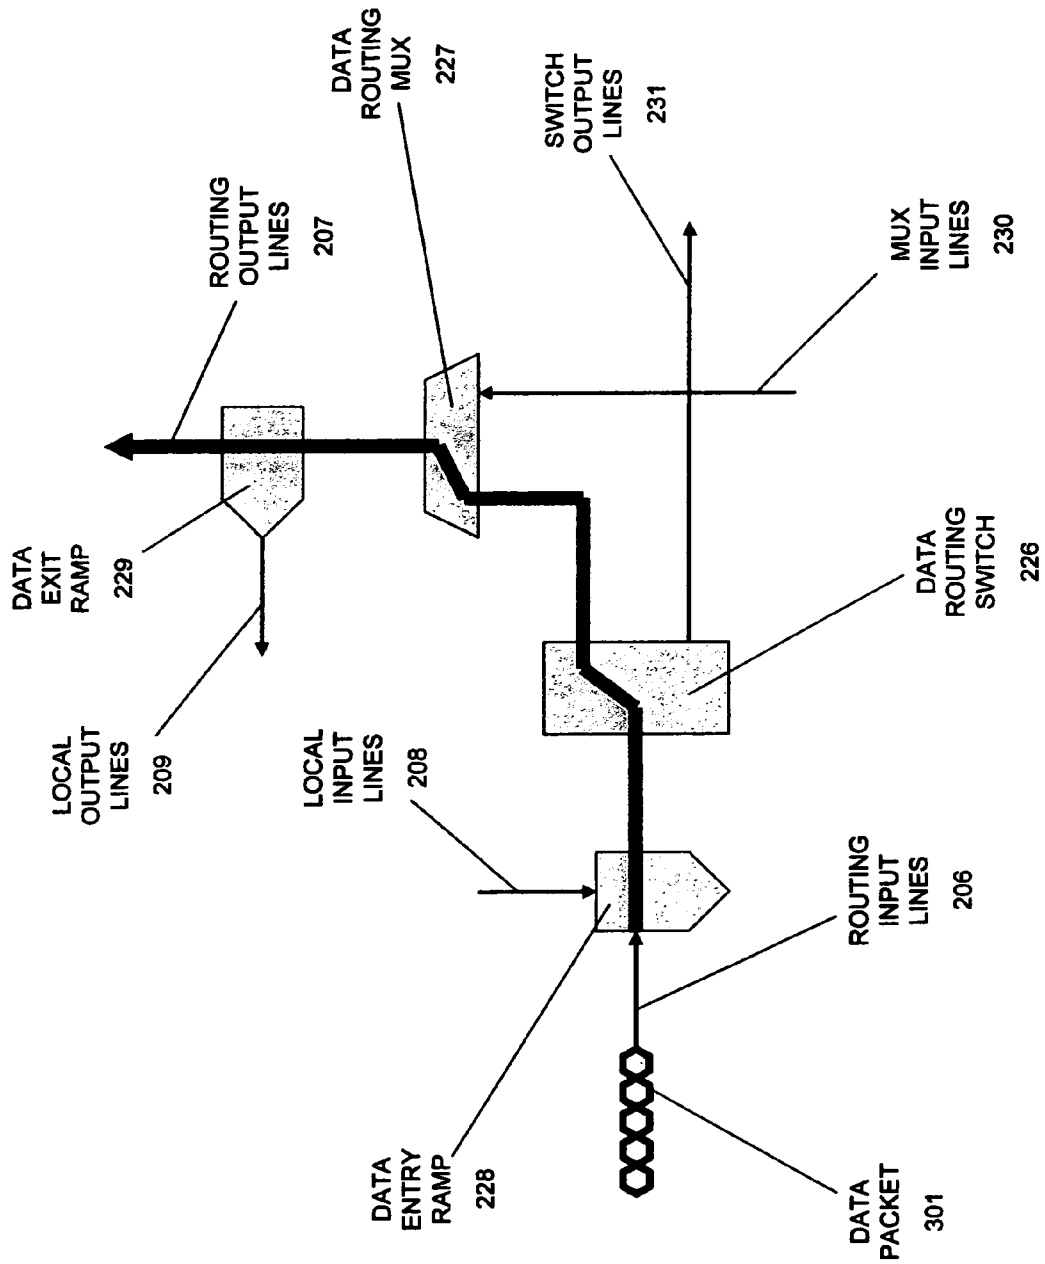 DATA
EXIT
RAMP
229
LOCAL
OUTPUT
LINES
209
ROUTING
OUTPUT
LINES
207
LOCAL
INPUT
LINES
208
DATA
ROUTING
MUX
227
DATA
ENTRY
RAMP
228
SWITCH
OUTPUT
LINES
231
DATA
PACKET
301
ROUTING
INPUT
LINES
206
DATA
ROUTING
SWITCH
226
MUX
INPUT
LINES
230